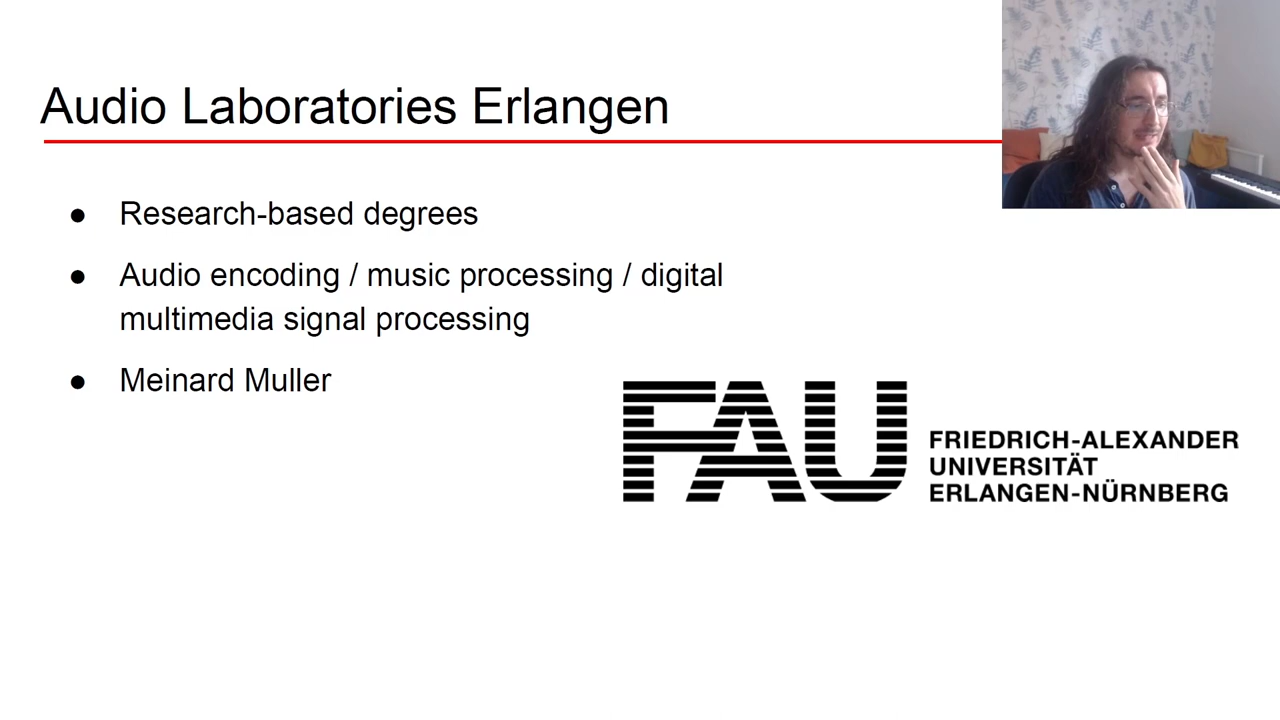 Audio Laboratories Erlangen
● Research-based degrees
● Audio encoding / music processing / digital
multimedia signal processing
● Meinard Muller
FAU
FRIEDRICH-ALEXANDER
UNIVERSITÄT
ERLANGEN-NÜRNBERG